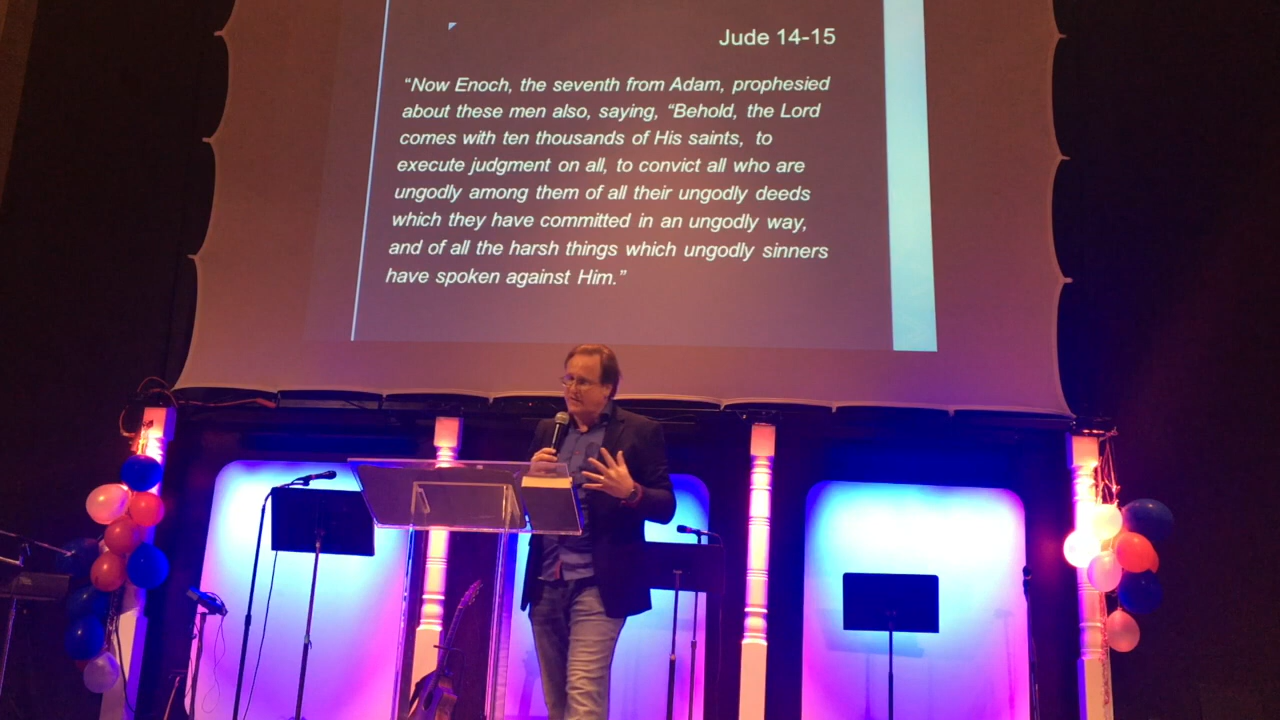 Jude 14-15
“Now Enoch, the seventh from Adam, prophesied
about these men also, saying, “Behold, the Lord
comes with ten thousands of His saints, to
execute judgment on all, to convict all who are
ungodly among them of all their ungodly deeds
which they have committed in an ungodly way,
and of all the harsh things which ungodly sinners
have spoken against Him.”